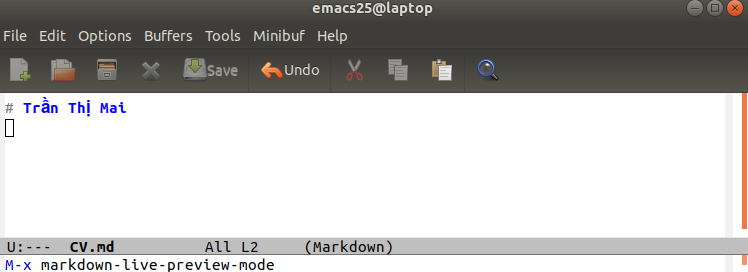 emacs25@laptop
File Edit Options Buffers Tools Minibuf Help
Save Undo
# Trần Thị Mai
U:--- CV.md All L2 (Markdown)
M-x markdown-live-preview-mode